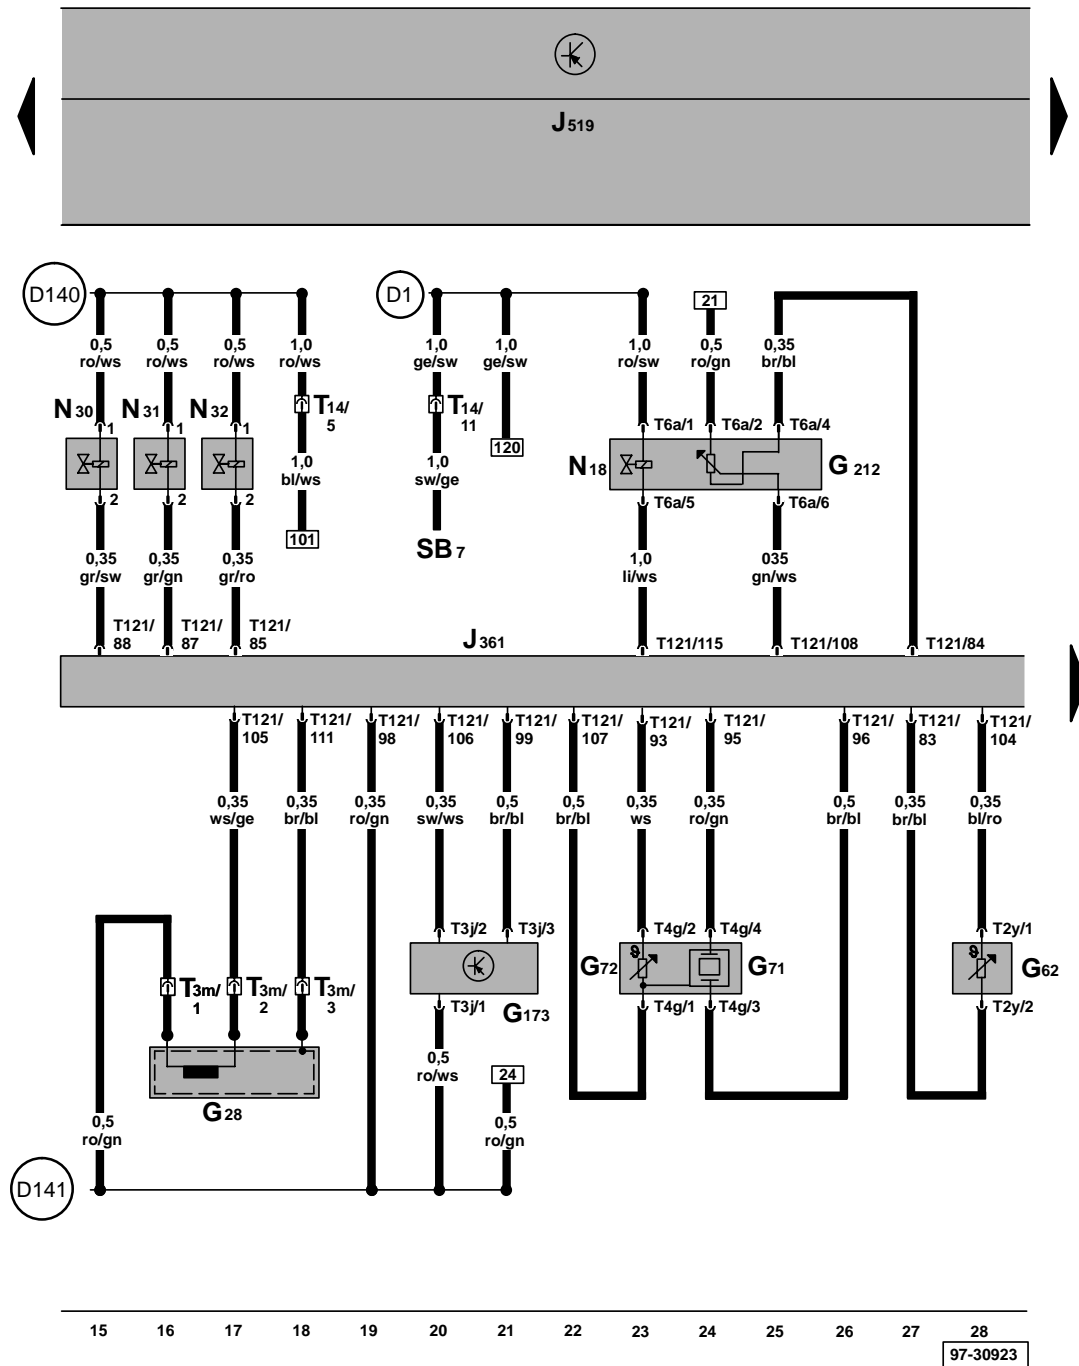 J519
D140
D1
21
0,5 0,5 0,5 1,0 1,0 1,0 1,0 0,5 0,35
ro/ws ro/ws ro/ws ro/ws ge/sw ge/sw ro/sw ro/gn br/bl
N30 N31 N32 T14/ T14/
5 11
1 1 1 T6a/1 T6a/2 T6a/4
120
1,0 1,0
bl/ws sw/ge
N18 G212
2 2 2 T6a/5 T6a/6
101
SB7
0,35 0,35 0,35 1,0 035
gr/sw gr/gn gr/ro li/ws gn/ws
T121/ T121/ T121/
88 87 85
J361
T121/115 T121/108 T121/84
T121/ T121/ T121/ T121/ T121/ T121/ T121/ T121/ T121/ T121/ T121/
105 111 98 106 99 107 93 95 96 83 104
0,35 0,35 0,35 0,35 0,5 0,5 0,35 0,35 0,5 0,35 0,35
ws/ge br/bl ro/gn sw/ws br/bl br/bl ws ro/gn br/bl br/bl bl/ro
T3j/2 T3j/3 T4g/2 T4g/4 T2y/1
ϑ ϑ
G72 G71 G62
T3m/ T3m/ T3m/
1 2 3
T3j/1 G173 T4g/1 T4g/3 T2y/2
0,5
ro/ws
24
G28
0,5 0,5
ro/gn ro/gn
D141
15 16 17 18 19 20 21 22 23 24 25 26 27 28
97-30923